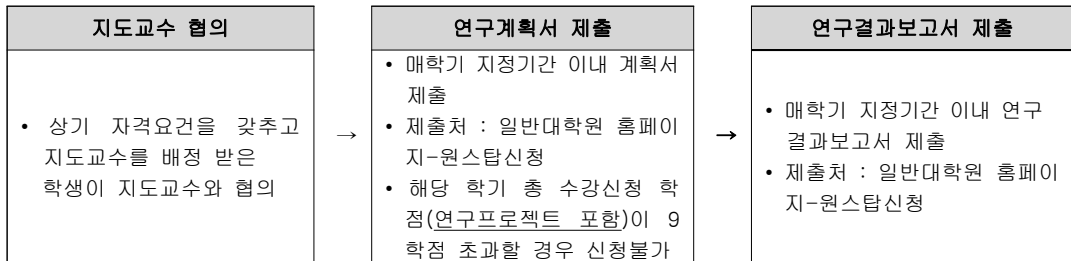 지도교수 협의
• 상기 자격요건을 갖추고
지도교수를 배정 받은
학생이 지도교수와 협의
→
연구계획서 제출
• 매학기 지정기간 이내 계획서
제출
• 제출처 : 일반대학원 홈페이
지-원스탑신청
• 해당 학기 총 수강신청 학
점(연구프로젝트 포함)이 9
학점 초과할 경우 신청불가
→
연구결과보고서 제출
• 매학기 지정기간 이내 연구
결과보고서 제출
• 제출처 : 일반대학원 홈페이
지-원스탑신청